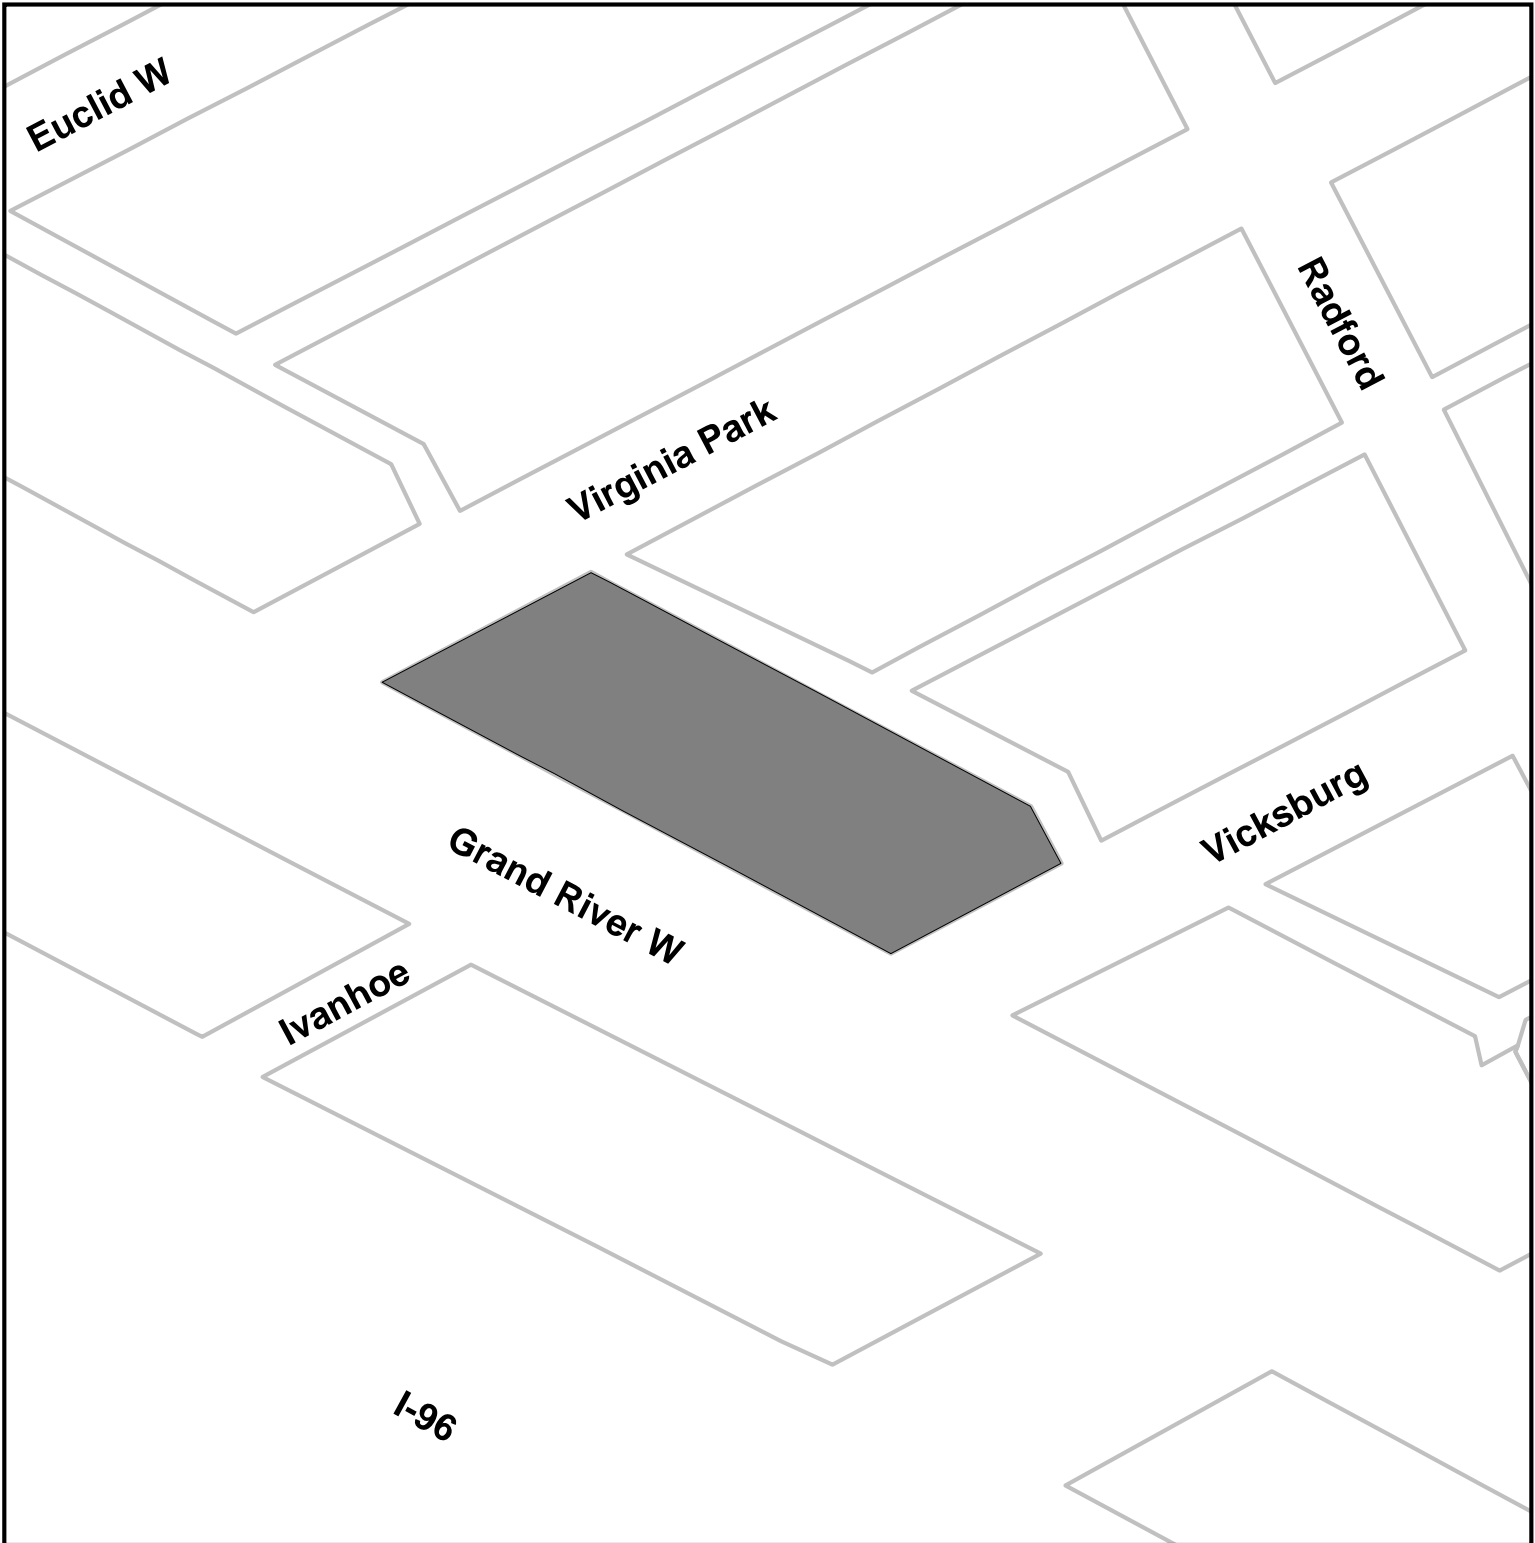 Euclid W
Radford
Virginia Park
Vicksburg
Grand River W
Ivanhoe
I-96